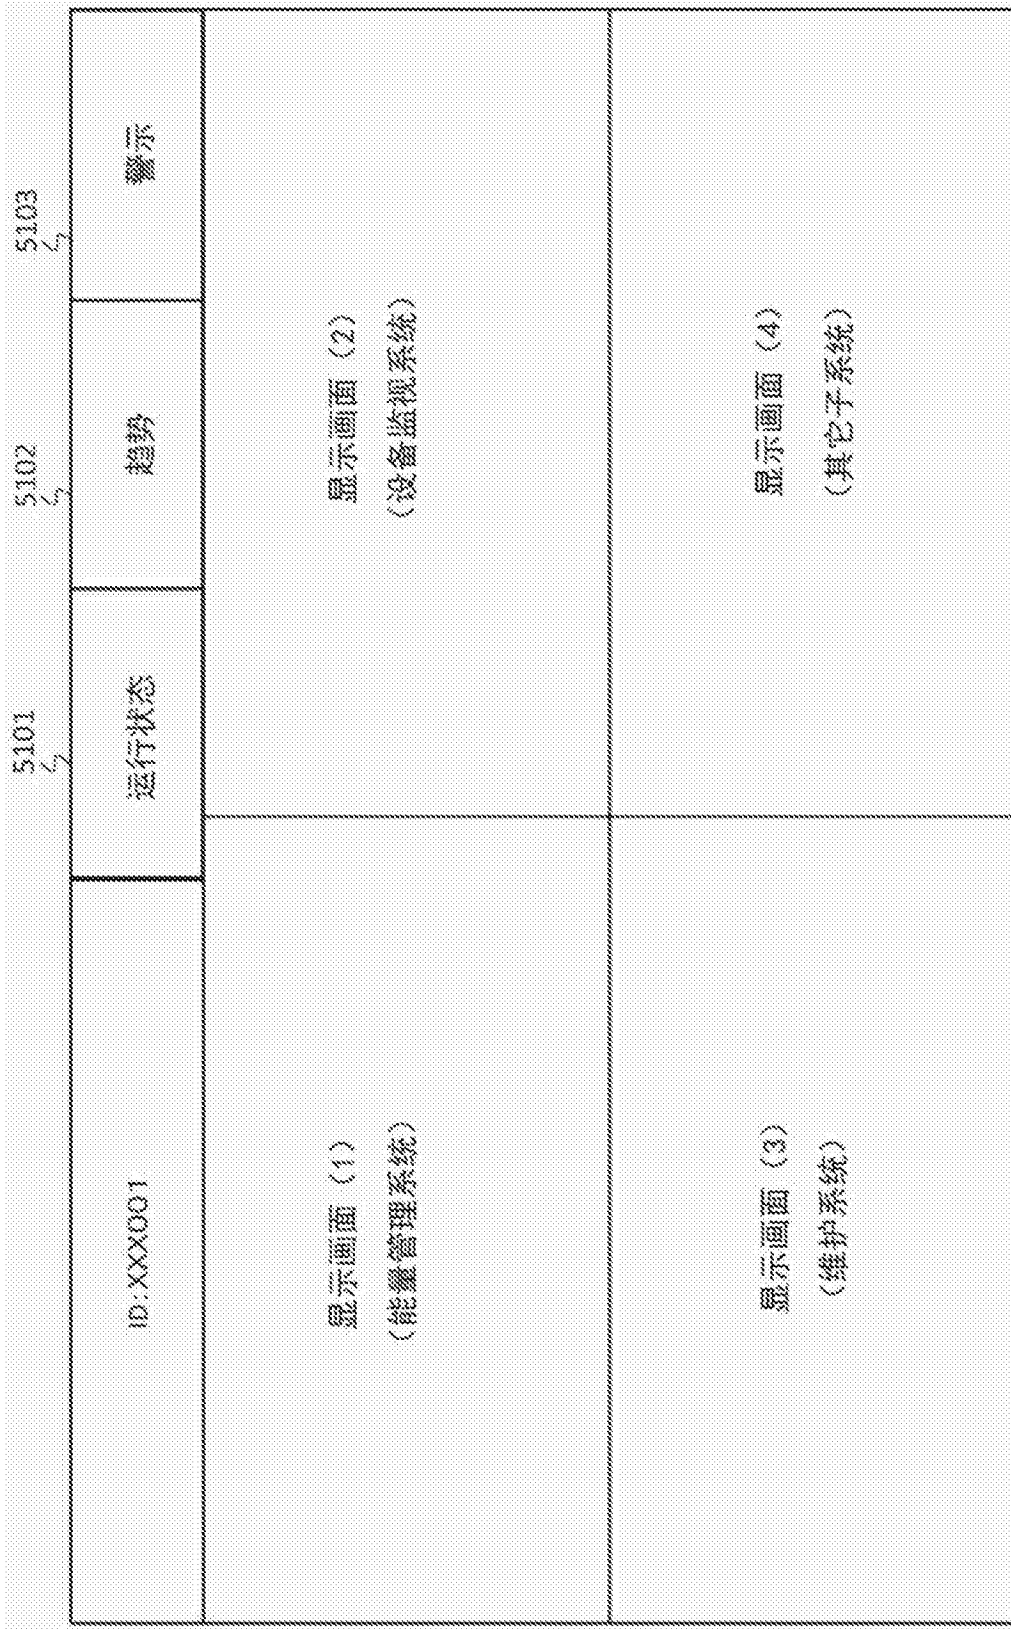 5101
5102
5103
ID:XXX001
运行状态
趋势
警示
显示画面（1）
（能量管理系统）
显示画面（2）
（设备监视系统）
显示画面（3）
（维护系统）
显示画面（4）
（其它子系统）